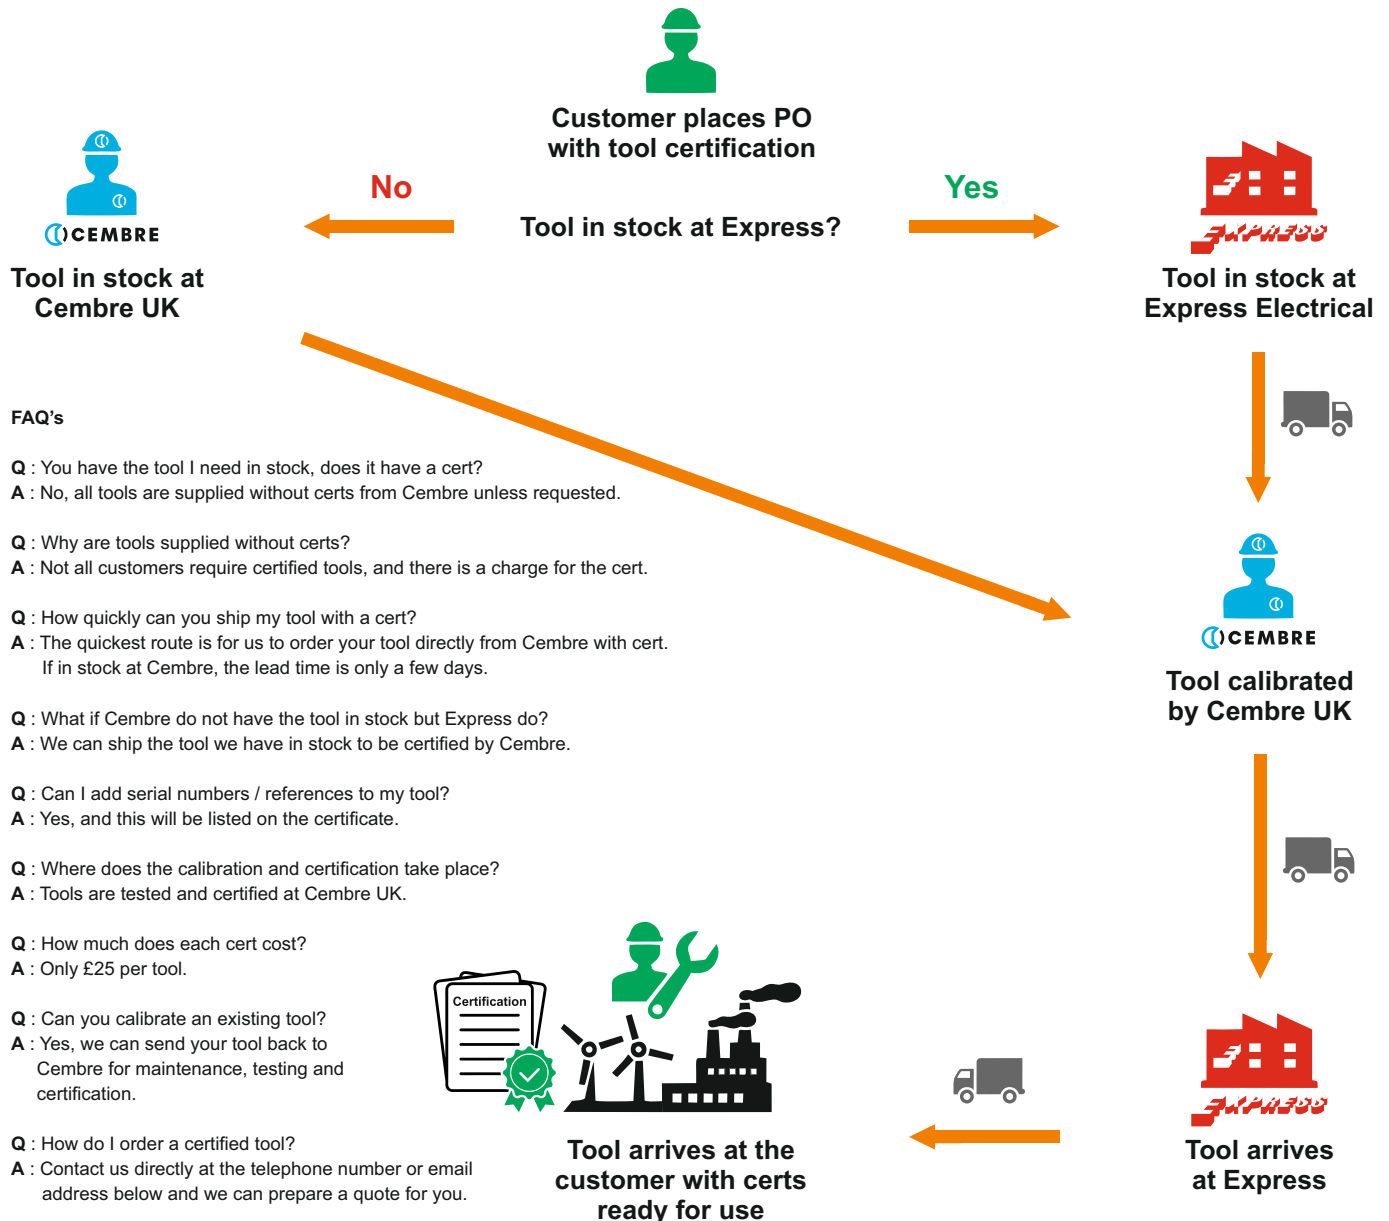 Customer places PO
with tool certification
No
Yes
Tool in stock at Express?
CEMBRE
Tool in stock at
Cembre UK
EXPRESS
Tool in stock at
Express Electrical
FAQ’s
Q : You have the tool I need in stock, does it have a cert?
A : No, all tools are supplied without certs from Cembre unless requested.
Q : Why are tools supplied without certs?
A : Not all customers require certified tools, and there is a charge for the cert.
Q : How quickly can you ship my tool with a cert?
A : The quickest route is for us to order your tool directly from Cembre with cert.
If in stock at Cembre, the lead time is only a few days.
Q : What if Cembre do not have the tool in stock but Express do?
A : We can ship the tool we have in stock to be certified by Cembre.
Q : Can I add serial numbers / references to my tool?
A : Yes, and this will be listed on the certificate.
Q : Where does the calibration and certification take place?
A : Tools are tested and certified at Cembre UK.
Q : How much does each cert cost?
A : Only £25 per tool.
Q : Can you calibrate an existing tool?
A : Yes, we can send your tool back to
Cembre for maintenance, testing and
certification.
Q : How do I order a certified tool?
A : Contact us directly at the telephone number or email
address below and we can prepare a quote for you.
CEMBRE
Tool calibrated
by Cembre UK
EXPRESS
Tool arrives
at Express
Certification
Tool arrives at the
customer with certs
ready for use